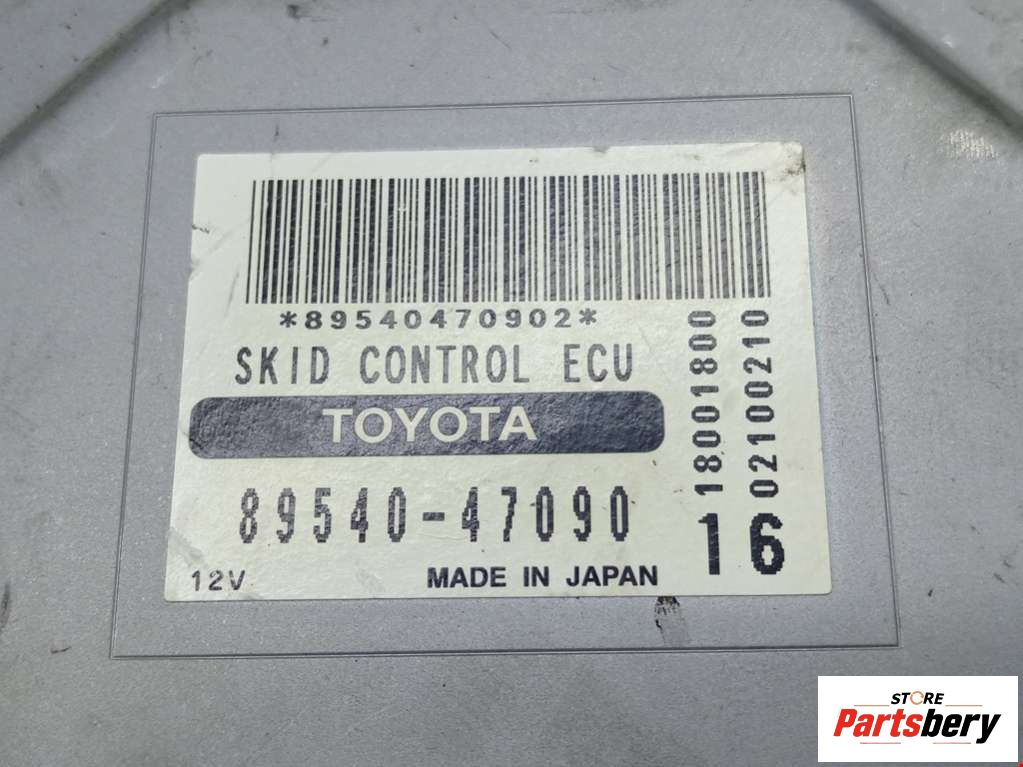 *89540470902*
SKID CONTROL ECU
TOYOTA
89540-47090
12V
MADE IN JAPAN
18001800
02100210
16
STORE
Partsbery